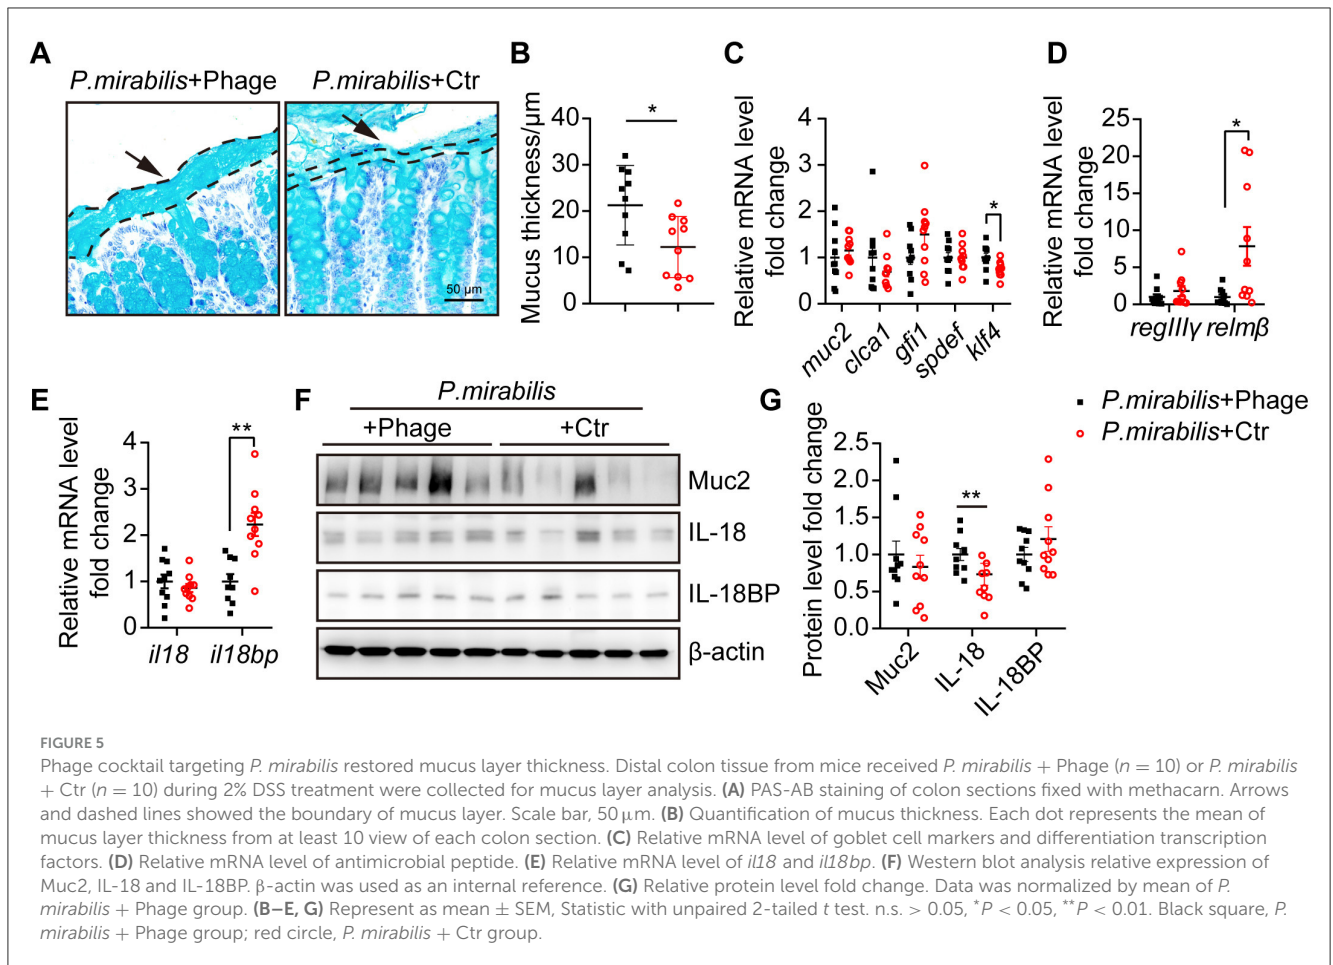 A
P.mirabilis+Phage
P.mirabilis+Ctr
50 μm
B
Mucus thickness/μm
40
30
20
10
0
*
C
Relative mRNA level
fold change
4
3
2
1
0
*
muc2
clca1
gfi1
spdef
klf4
D
Relative mRNA level
fold change
25
20
15
10
5
0
*
regIIIγ
relmβ
E
Relative mRNA level
fold change
4
3
2
1
0
**
il18
il18bp
F
P.mirabilis
+Phage
+Ctr
Muc2
IL-18
IL-18BP
β-actin
G
Protein level fold change
2.5
2.0
1.5
1.0
0.5
0.0
**
Muc2
IL-18
IL-18BP
P.mirabilis+Phage
P.mirabilis+Ctr
FIGURE 5
Phage cocktail targeting P. mirabilis restored mucus layer thickness. Distal colon tissue from mice received P. mirabilis + Phage (n = 10) or P. mirabilis
+ Ctr (n = 10) during 2% DSS treatment were collected for mucus layer analysis. (A) PAS-AB staining of colon sections fixed with methacarn. Arrows
and dashed lines showed the boundary of mucus layer. Scale bar, 50 μm. (B) Quantification of mucus thickness. Each dot represents the mean of
mucus layer thickness from at least 10 view of each colon section. (C) Relative mRNA level of goblet cell markers and differentiation transcription
factors. (D) Relative mRNA level of antimicrobial peptide. (E) Relative mRNA level of il18 and il18bp. (F) Western blot analysis relative expression of
Muc2, IL-18 and IL-18BP. β-actin was used as an internal reference. (G) Relative protein level fold change. Data was normalized by mean of P.
mirabilis + Phage group. (B–E, G) Represent as mean ± SEM, Statistic with unpaired 2-tailed t test. n.s. > 0.05, *P < 0.05, **P < 0.01. Black square, P.
mirabilis + Phage group; red circle, P. mirabilis + Ctr group.